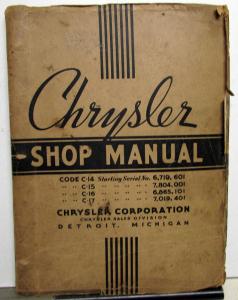 Chrysler
SHOP MANUAL
CODE C-14 Starting Serial No. 6,719,601
" " C-15 " " " 7,804,001
" " C-16 " " " 6,865,101
" " C-17 " " " 7,019,401
CHRYSLER CORPORATION
CHRYSLER SALES DIVISION
DETROIT, MICHIGAN